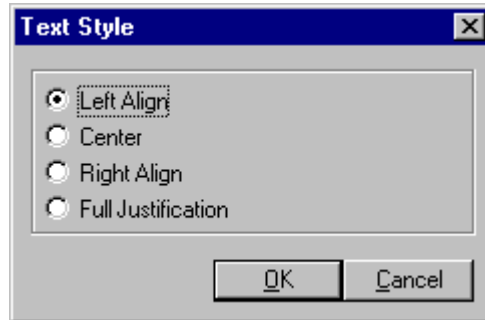 Text Style
Left Align
Center
Right Align
Full Justification
OK Cancel